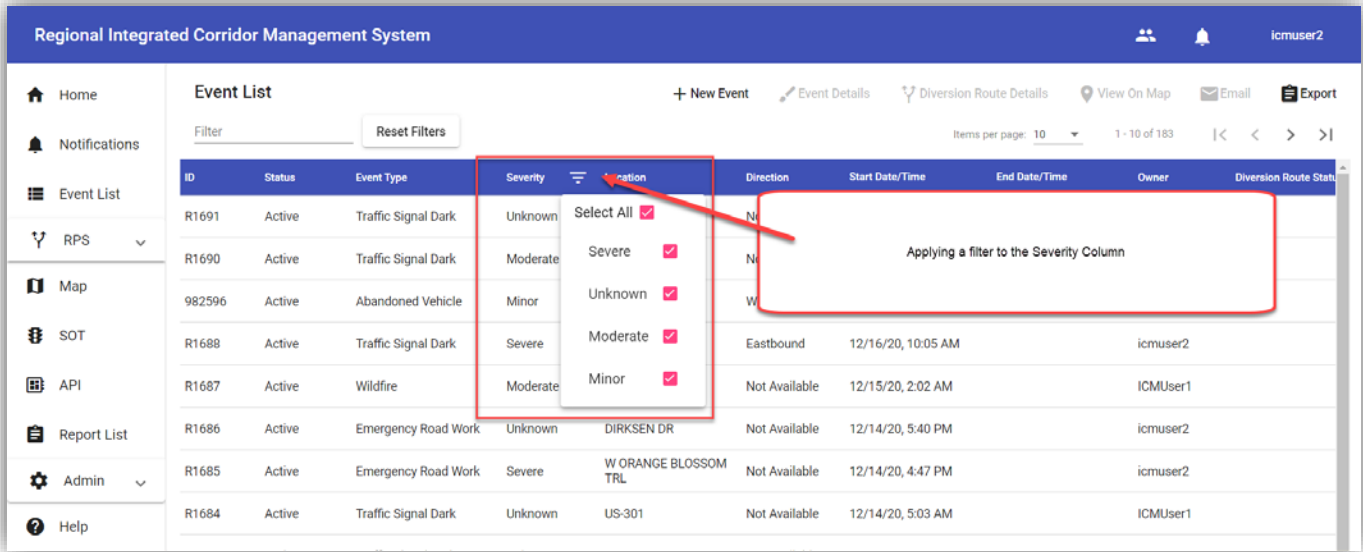 Regional Integrated Corridor Management System
icmuser2
Home
Notifications
Event List
RPS
Map
SOT
API
Report List
Admin
Help
Event List
New Event
Event Details
Diversion Route Details
View On Map
Email
Export
Filter
Reset Filters
Items per page: 10
1 - 10 of 183
ID Status Event Type Severity Direction Start Date/Time End Date/Time Owner Diversion Route
R1691 Active Traffic Signal Dark Unknown
R1690 Active Traffic Signal Dark Moderate
982596 Active Abandoned Vehicle Minor
R1688 Active Traffic Signal Dark Severe Eastbound 12/16/20, 10:05 AM icmuser2
R1687 Active Wildfire Moderate Not Available 12/15/20, 2:02 AM ICMUser1
R1686 Active Emergency Road Work Unknown DIRKSEN DR Not Available 12/14/20, 5:40 PM icmuser2
R1685 Active Emergency Road Work Severe W ORANGE BLOSSOM
TRL Not Available 12/14/20, 4:47 PM icmuser2
R1684 Active Traffic Signal Dark Unknown US-301 Not Available 12/14/20, 5:03 AM ICMUser1
Select All
Severe
Unknown
Moderate
Minor
Applying a filter to the Severity Column